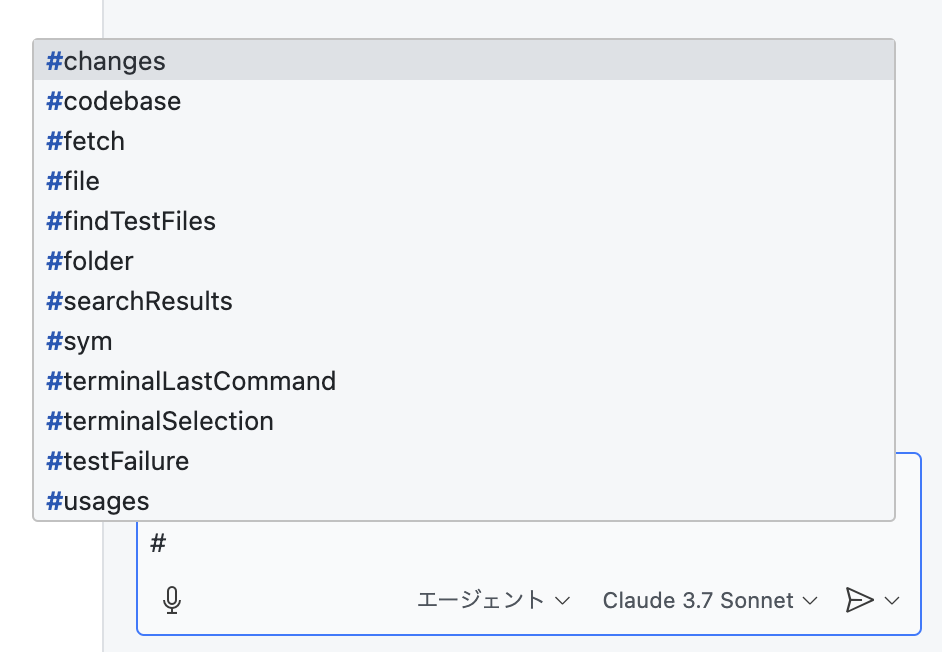 #changes
#codebase
#fetch
#file
#findTestFiles
#folder
#searchResults
#sym
#terminalLastCommand
#terminalSelection
#testFailure
#usages
#
エージェント Claude 3.7 Sonnet